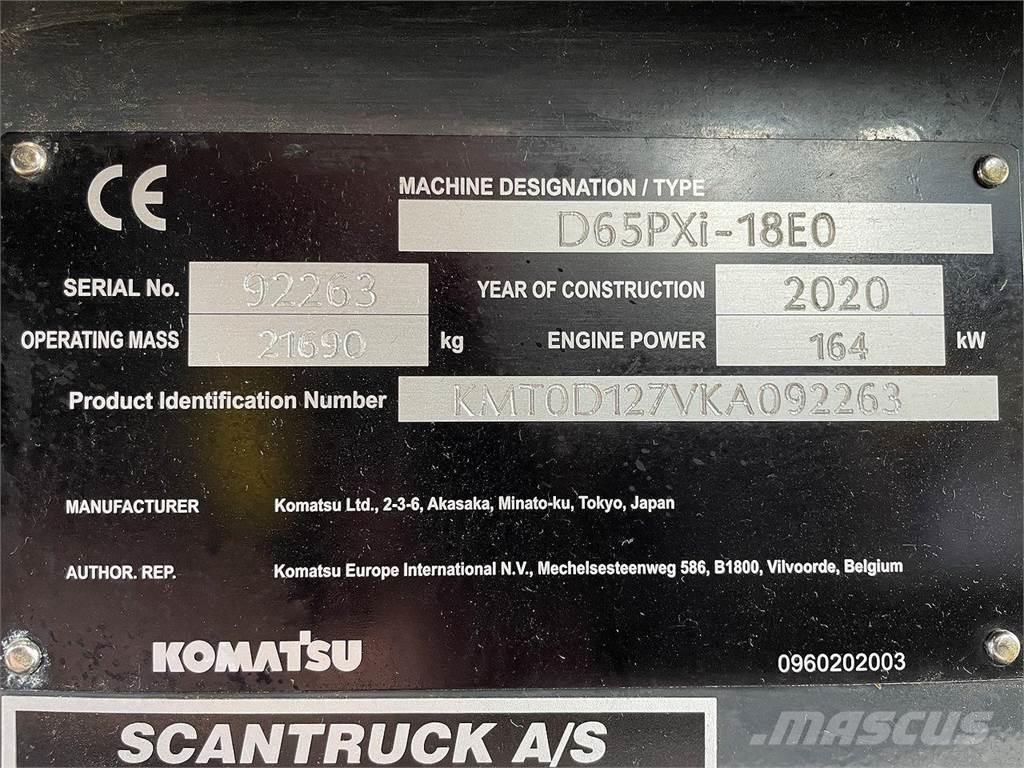 CE
MACHINE DESIGNATION / TYPE
D65PXi-18E0
SERIAL No. 92263 YEAR OF CONSTRUCTION 2020
OPERATING MASS 21690 kg ENGINE POWER 164 kW
Product Identification Number KMT0D127VKA092263
MANUFACTURER Komatsu Ltd., 2-3-6, Akasaka, Minato-ku, Tokyo, Japan
AUTHOR. REP. Komatsu Europe International N.V., Mechelsesteenweg 586, B1800, Vilvoorde, Belgium
KOMATSU 0960202003
SCANTRUCK A/S
MASCUS